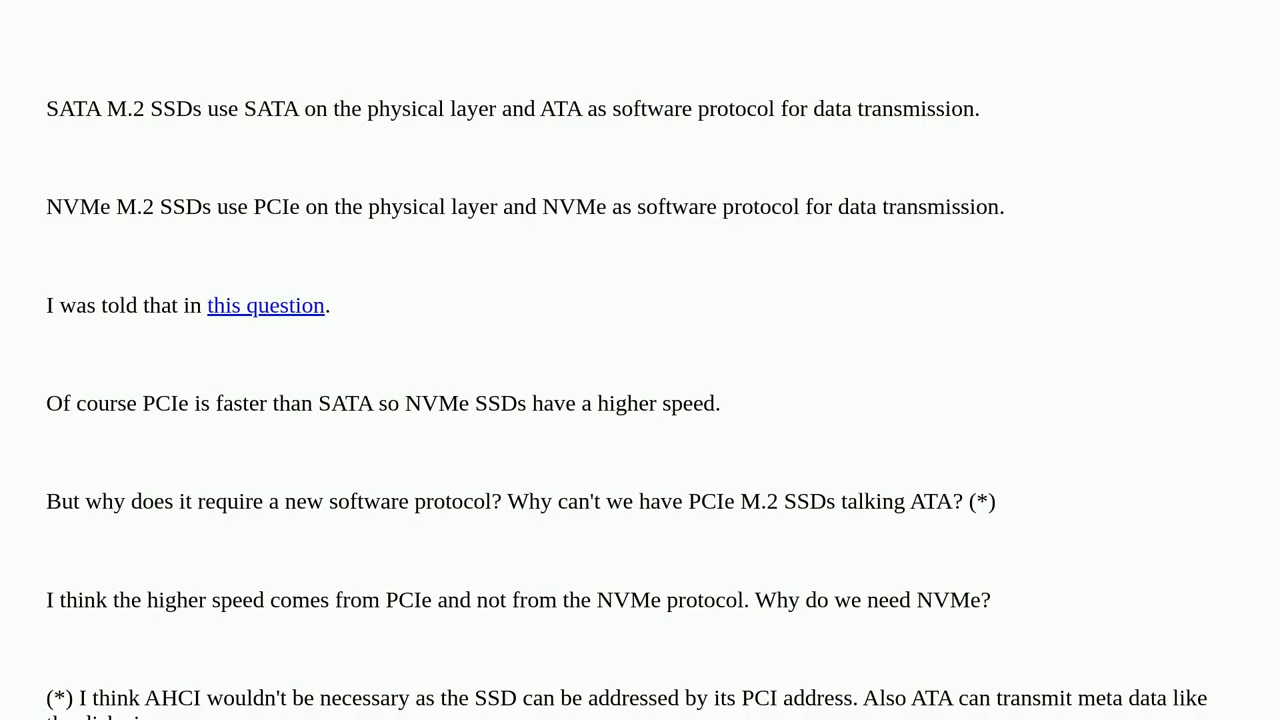 SATA M.2 SSDs use SATA on the physical layer and ATA as software protocol for data transmission.
NVMe M.2 SSDs use PCIe on the physical layer and NVMe as software protocol for data transmission.
I was told that in this question.
Of course PCIe is faster than SATA so NVMe SSDs have a higher speed.
But why does it require a new software protocol? Why can't we have PCIe M.2 SSDs talking ATA? (*)
I think the higher speed comes from PCIe and not from the NVMe protocol. Why do we need NVMe?
(*) I think AHCI wouldn't be necessary as the SSD can be addressed by its PCI address. Also ATA can transmit meta data like